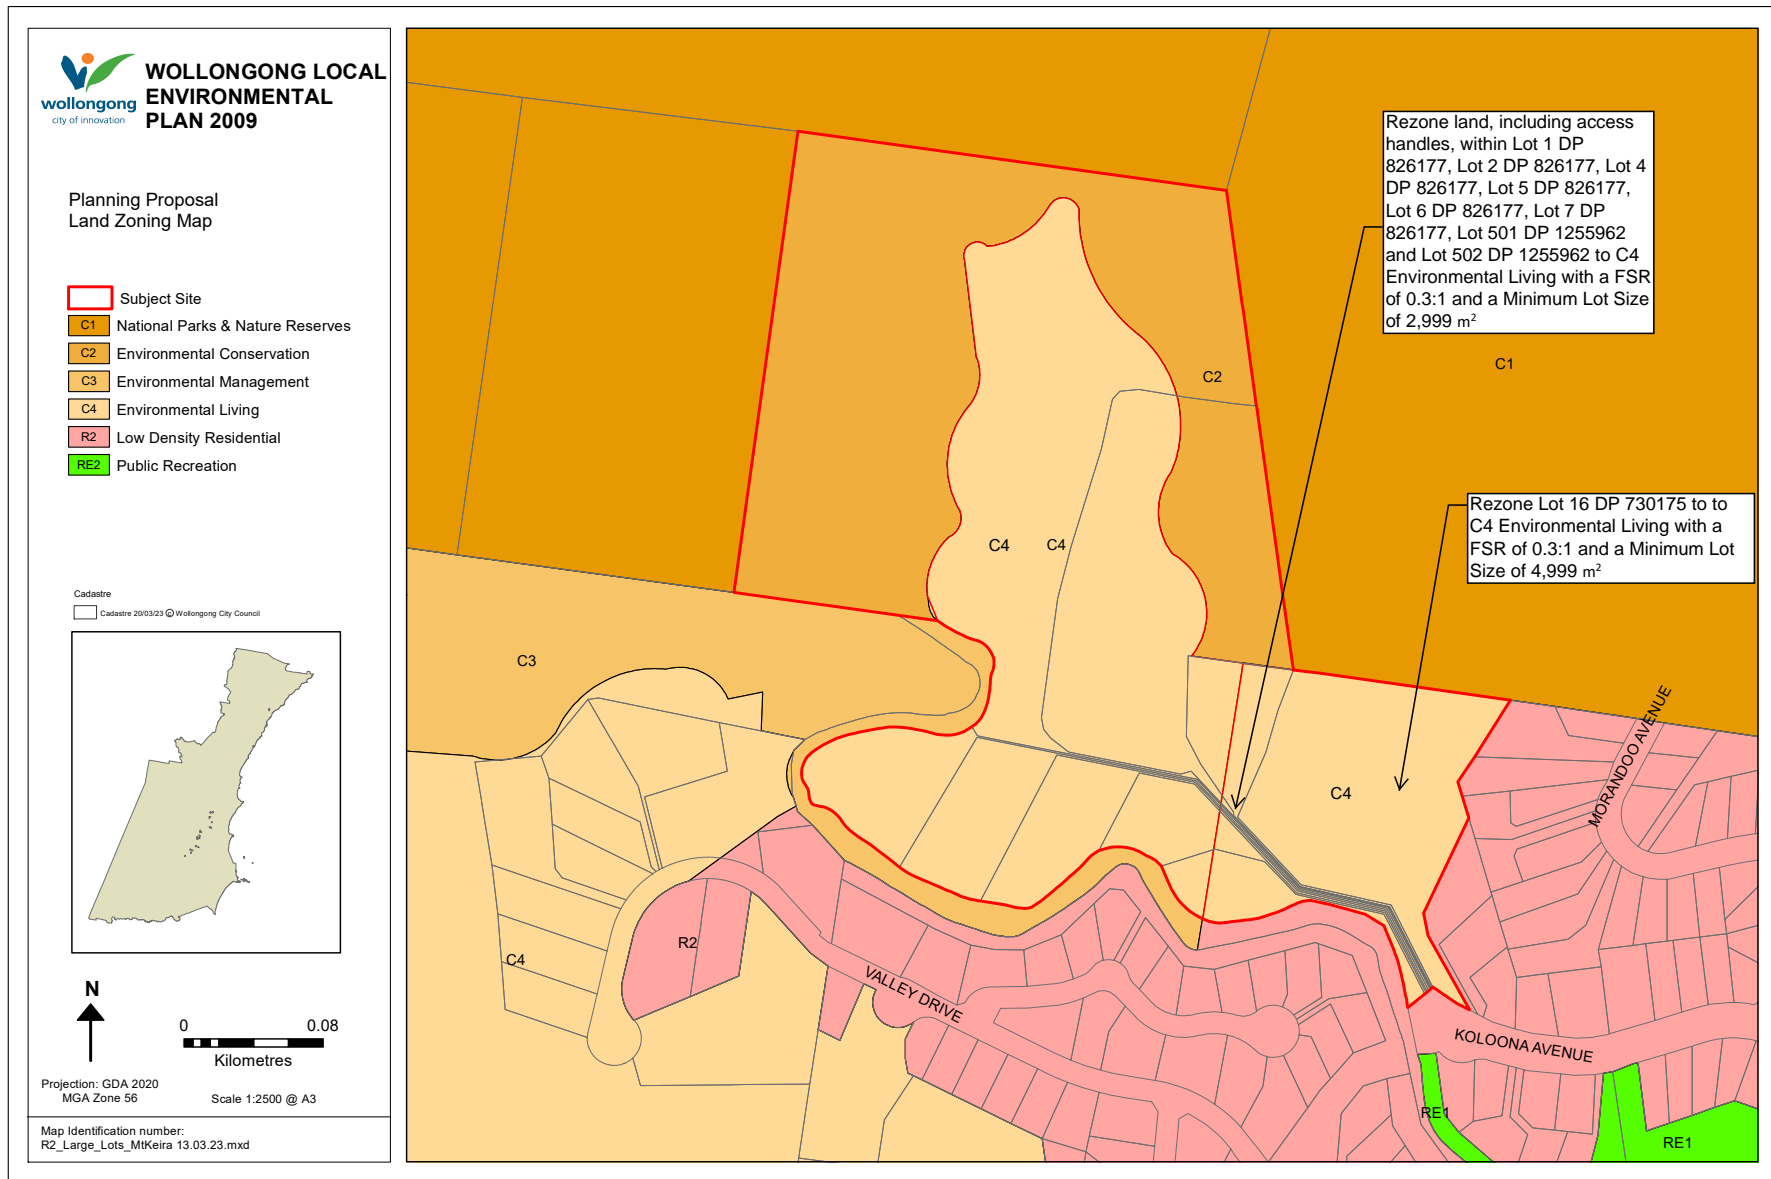 wollongong
city of innovation
WOLLONGONG LOCAL
ENVIRONMENTAL
PLAN 2009
Planning Proposal
Land Zoning Map
Subject Site
C1 National Parks & Nature Reserves
C2 Environmental Conservation
C3 Environmental Management
C4 Environmental Living
R2 Low Density Residential
RE2 Public Recreation
Cadastre
Cadastre 20/03/23 © Wollongong City Council
N
0 0.08
Kilometres
Projection: GDA 2020
MGA Zone 56
Scale 1:2500 @ A3
Map Identification number:
R2_Large_Lots_MtKeira 13.03.23.mxd
Rezone land, including access
handles, within Lot 1 DP
826177, Lot 2 DP 826177, Lot 4
DP 826177, Lot 5 DP 826177,
Lot 6 DP 826177, Lot 7 DP
826177, Lot 501 DP 1255962
and Lot 502 DP 1255962 to C4
Environmental Living with a FSR
of 0.3:1 and a Minimum Lot Size
of 2,999 m²
C1
C2
Rezone Lot 16 DP 730175 to to
C4 Environmental Living with a
FSR of 0.3:1 and a Minimum Lot
Size of 4,999 m²
C4
C4
C3
C4
MORANDOO AVENUE
R2
C4
VALLEY DRIVE
KOLOONA AVENUE
RE1
RE1